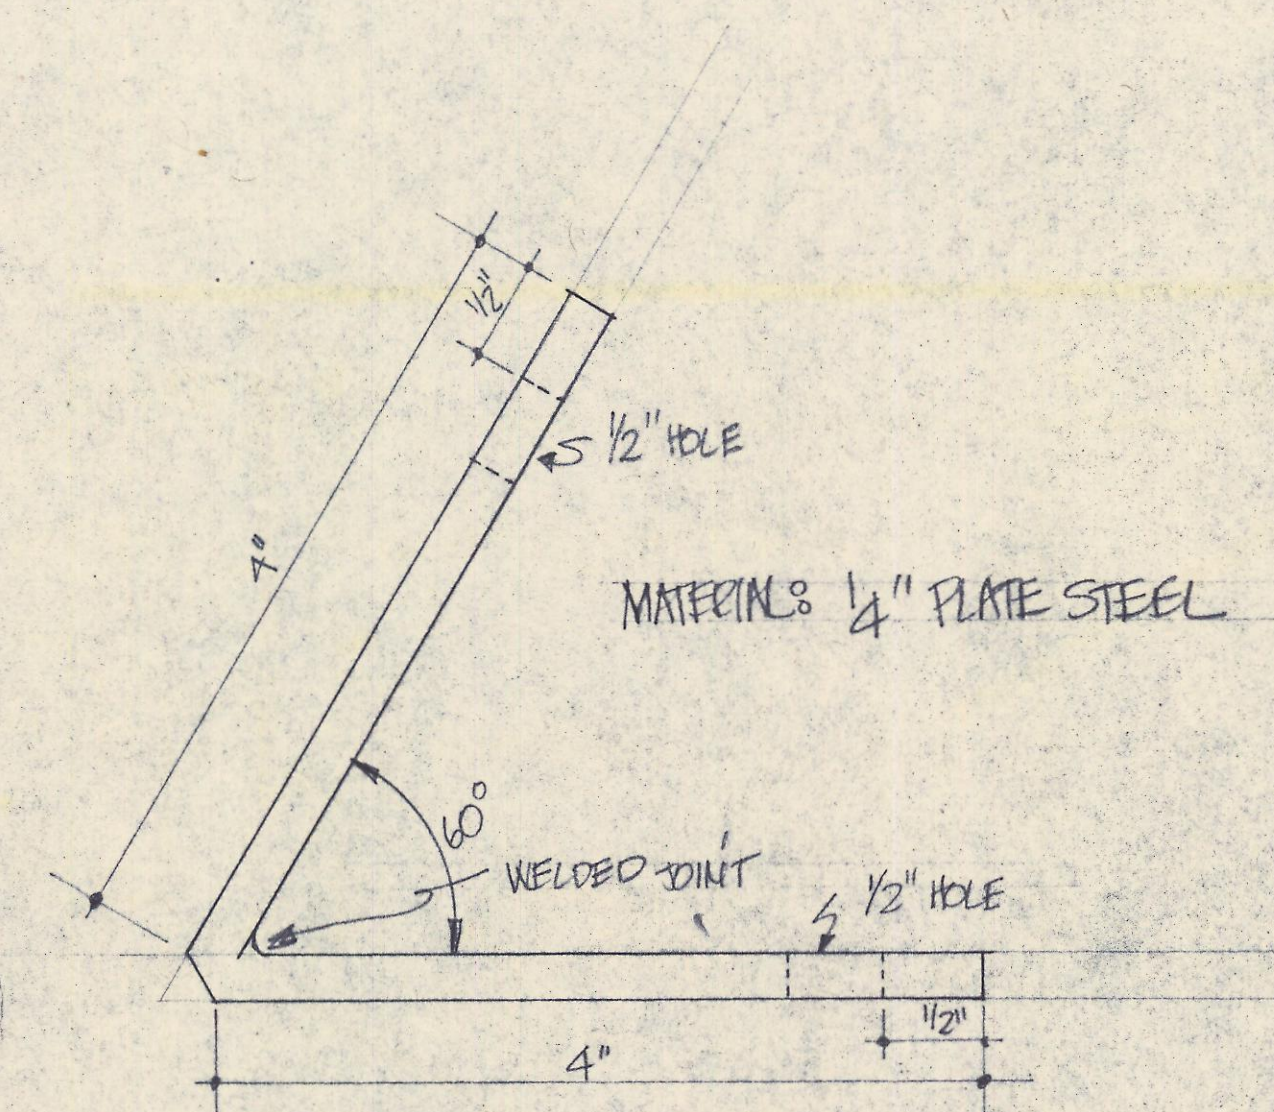 1/2"
1/2" HOLE
4"
MATERIAL: 1/4" PLATE STEEL
60°
WELDED JOINT
1/2" HOLE
1/2"
4"